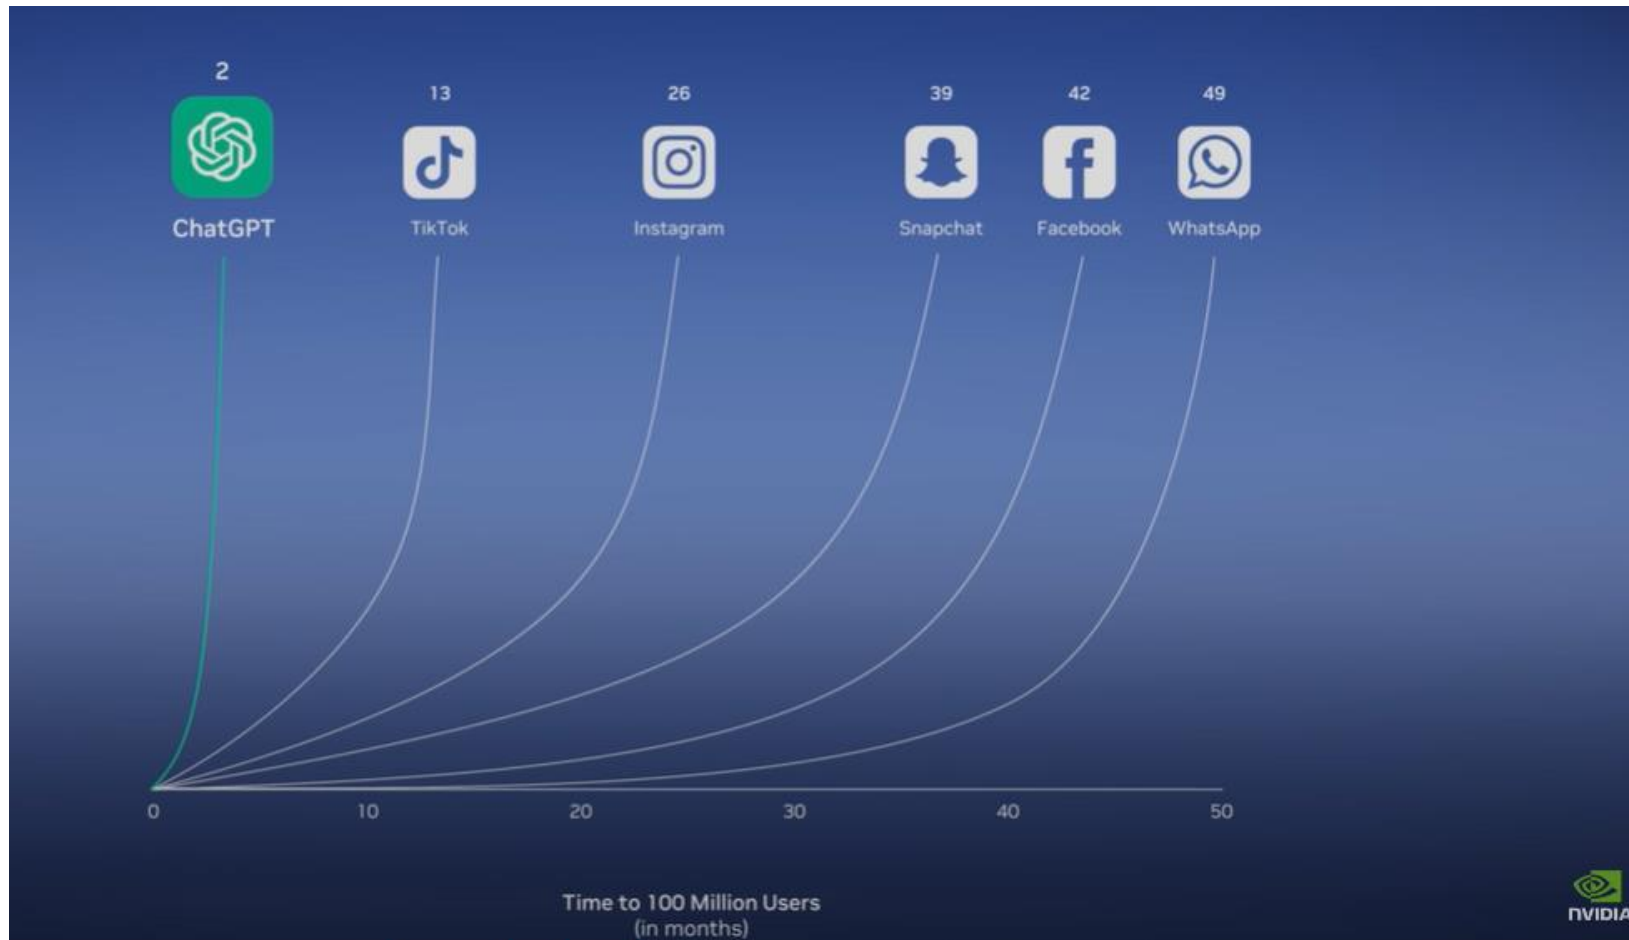 2
13
26
39
42
49
ChatGPT
TikTok
Instagram
Snapchat
Facebook
WhatsApp
0
10
20
30
40
50
Time to 100 Million Users
(in months)
NVIDIA